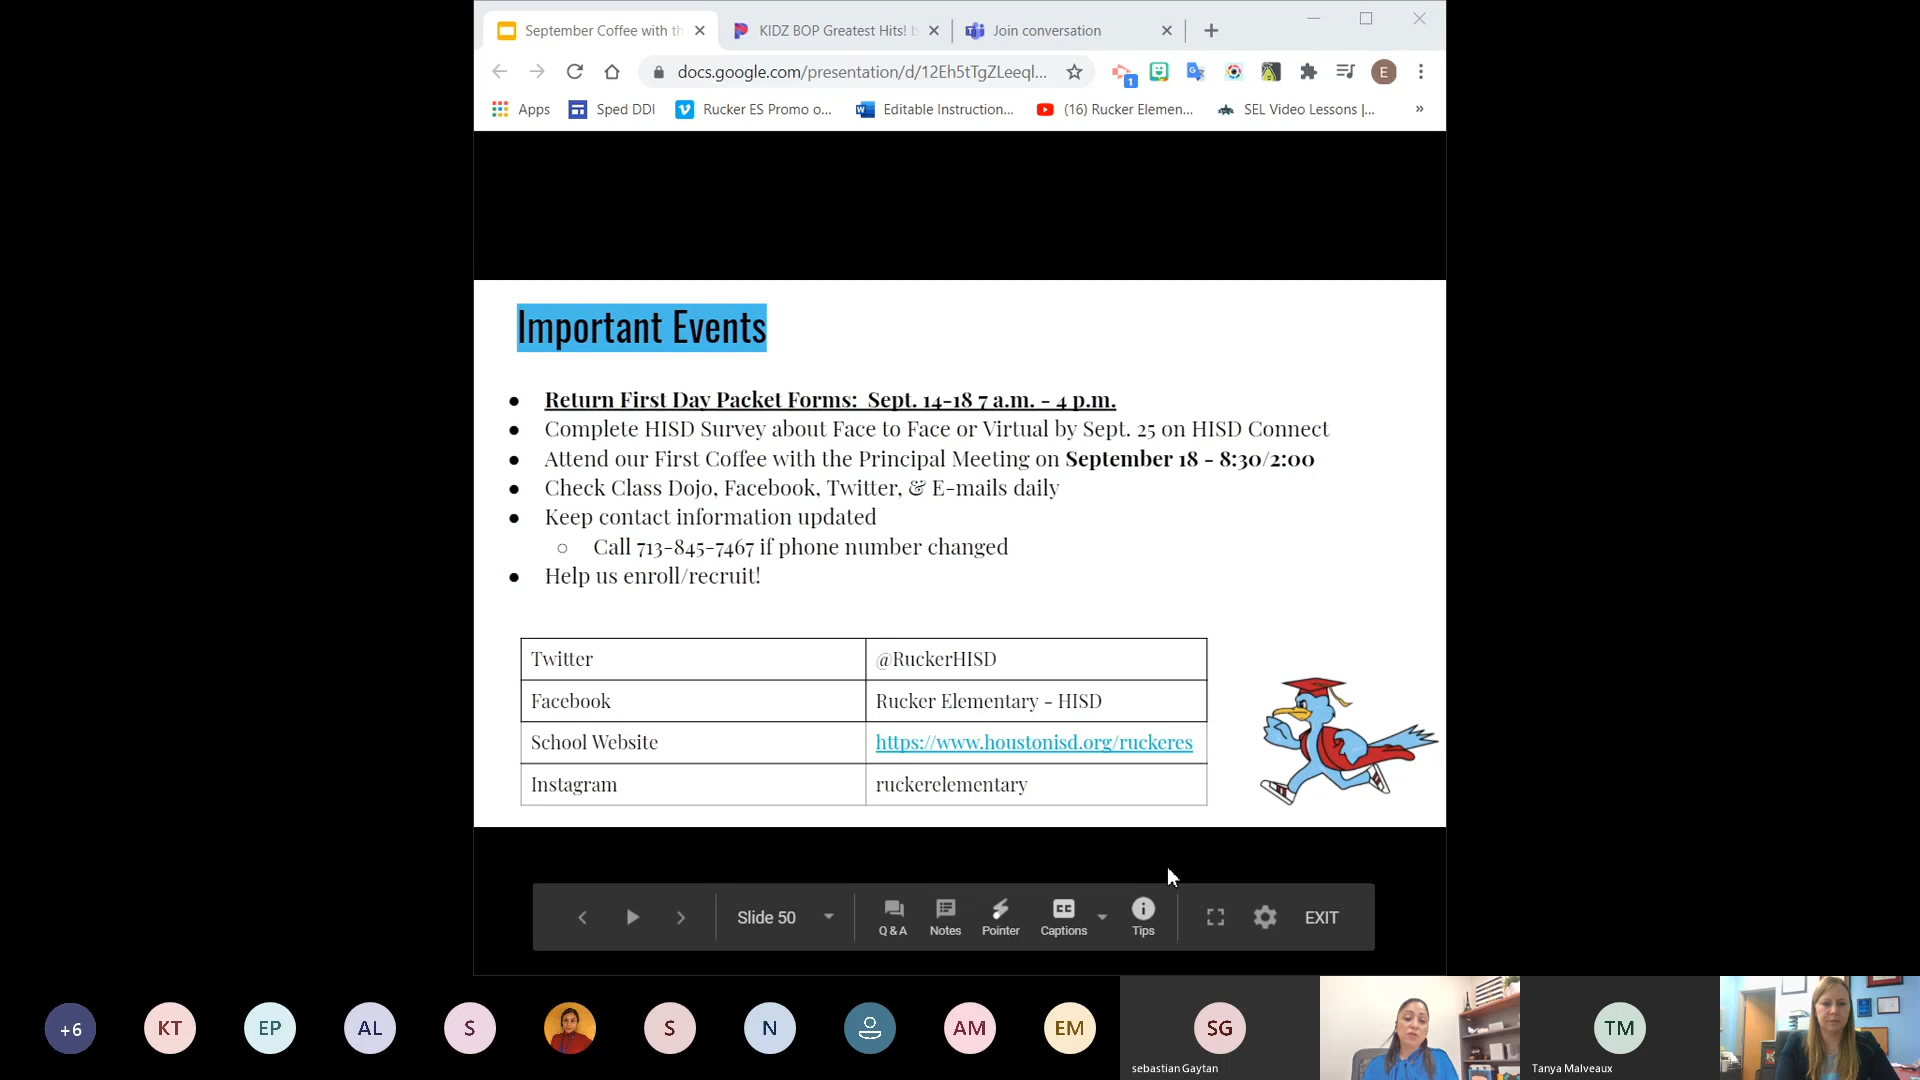 September Coffee with th
KIDZ BOP Greatest Hits! b
Join conversation
docs.google.com/presentation/d/12Eh5tTgZLeeql...
1
E
Apps
Sped DDI
Rucker ES Promo o...
Editable Instruction...
(16) Rucker Elemen...
SEL Video Lessons |...
»
Important Events
● Return First Day Packet Forms: Sept. 14-18 7 a.m. - 4 p.m.
● Complete HISD Survey about Face to Face or Virtual by Sept. 25 on HISD Connect
● Attend our First Coffee with the Principal Meeting on September 18 - 8:30/2:00
● Check Class Dojo, Facebook, Twitter, & E-mails daily
● Keep contact information updated
○ Call 713-845-7467 if phone number changed
● Help us enroll/recruit!
Twitter @RuckerHISD
Facebook Rucker Elementary - HISD
School Website https://www.houstonisd.org/ruckeres
Instagram ruckerelementary
Slide 50
Q & A
Notes
Pointer
CC
Captions
Tips
EXIT
+6
KT
EP
AL
S
S
N
AM
EM
SG
sebastian Gaytan
TM
Tanya Malveaux